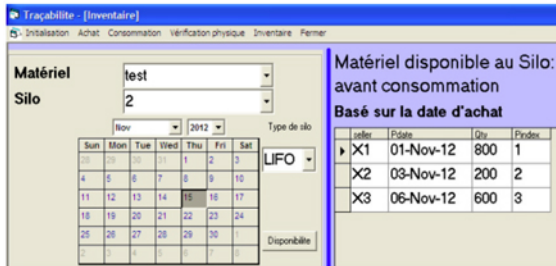 Traçabilite - [Inventaire]
Initialisation Achat Consommation Vérification physique Inventaire Fermer
Matériel
test
Silo
2
Nov 2012
Type de silo
LIFO
Sun Mon Tue Wed Thu Fri Sat
28 29 30 31 1 2 3
4 5 6 7 8 9 10
11 12 13 14 15 16 17
18 19 20 21 22 23 24
25 26 27 28 29 30 1
2 3 4 5 6 7 8
Disponibilite
Matériel disponible au Silo:
avant consommation
Basé sur la date d'achat
seller Pdate Qty Pindex
X1 01-Nov-12 800 1
X2 03-Nov-12 200 2
X3 06-Nov-12 600 3